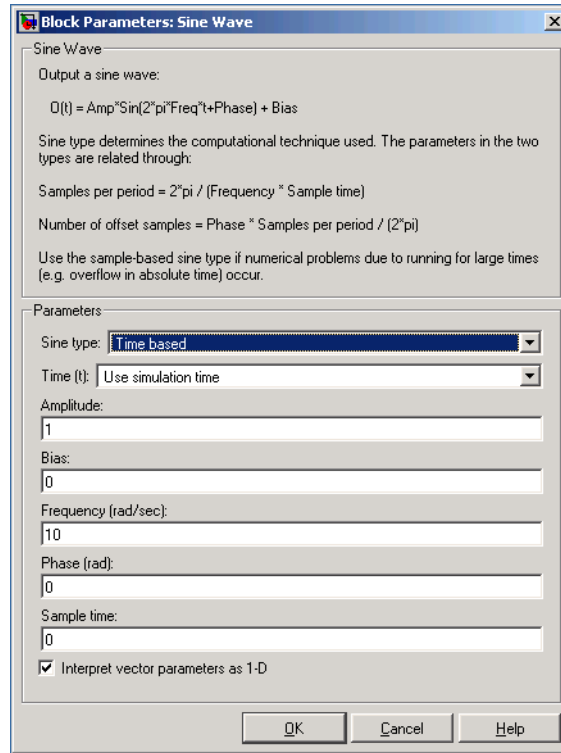 Block Parameters: Sine Wave
Sine Wave
Output a sine wave:
O(t) = Amp*Sin(2*pi*Freq*t+Phase) + Bias
Sine type determines the computational technique used. The parameters in the two
types are related through:
Samples per period = 2*pi / (Frequency * Sample time)
Number of offset samples = Phase * Samples per period / (2*pi)
Use the sample-based sine type if numerical problems due to running for large times
(e.g. overflow in absolute time) occur.
Parameters
Sine type: Time based
Time (t): Use simulation time
Amplitude:
1
Bias:
0
Frequency (rad/sec):
10
Phase (rad):
0
Sample time:
0
Interpret vector parameters as 1-D
OK Cancel Help